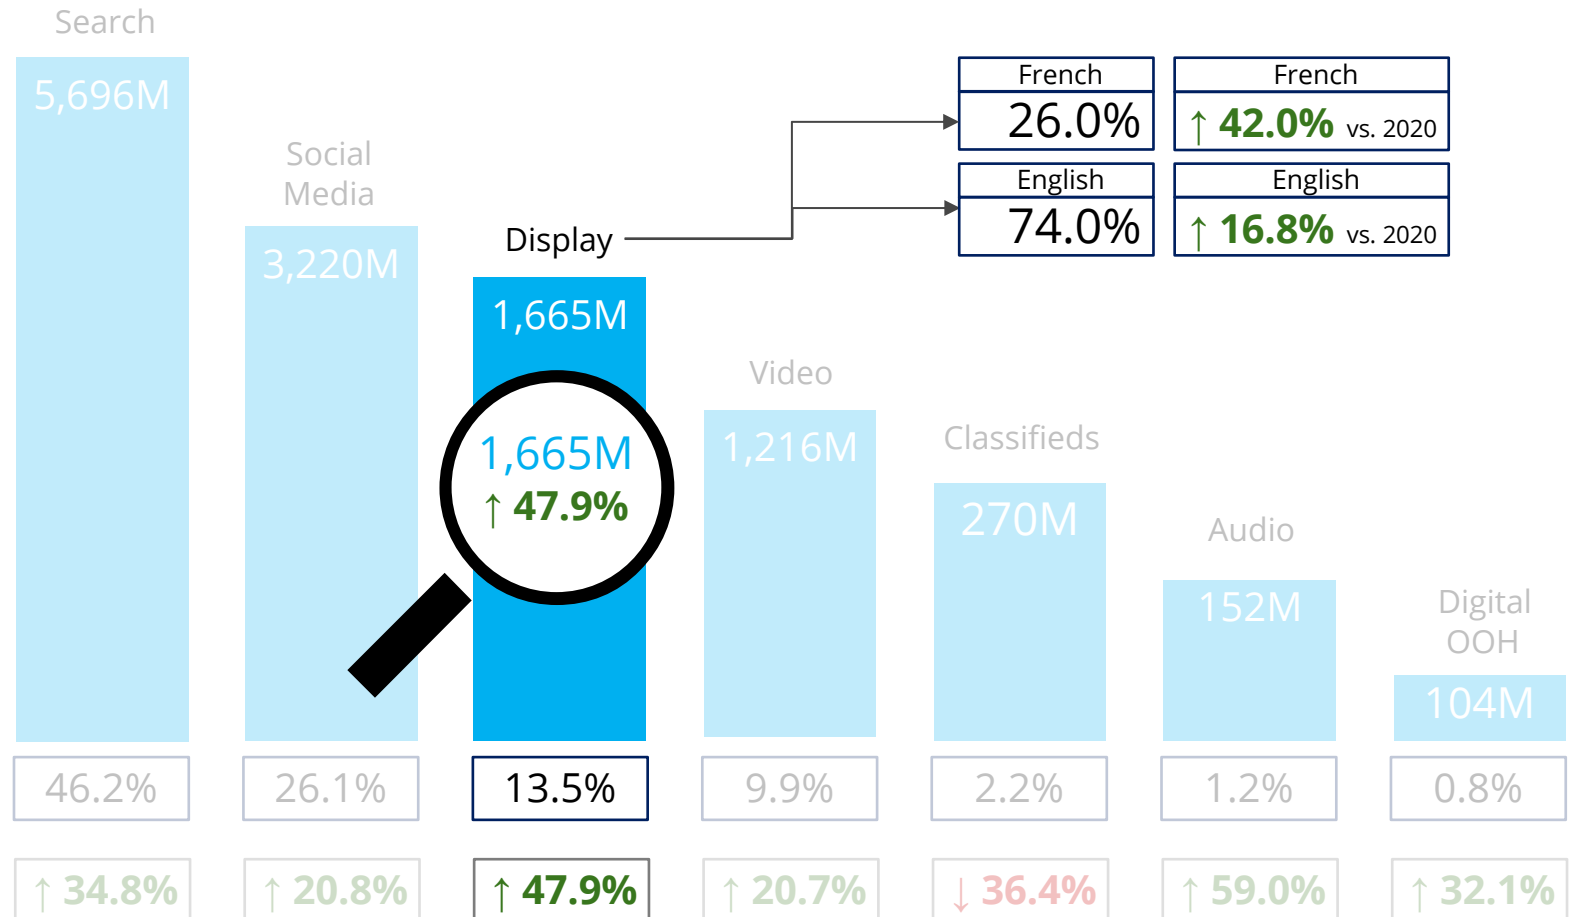 Search
5,696M
Social
Media
3,220M
Display
1,665M
1,665M
↑ 47.9%
French
26.0%
French
↑ 42.0% vs. 2020
English
74.0%
English
↑ 16.8% vs. 2020
Video
1,216M
Classifieds
270M
Audio
152M
Digital
OOH
104M
46.2%
26.1%
13.5%
9.9%
2.2%
1.2%
0.8%
↑ 34.8%
↑ 20.8%
↑ 47.9%
↑ 20.7%
↓ 36.4%
↑ 59.0%
↑ 32.1%